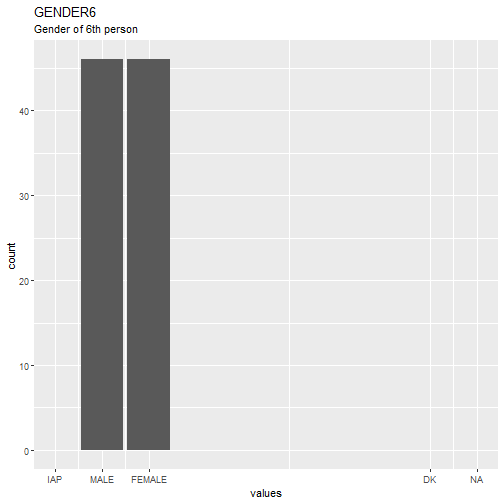 GENDER6
Gender of 6th person
40
30
20
10
0
count
IAP MALE FEMALE DK NA
values